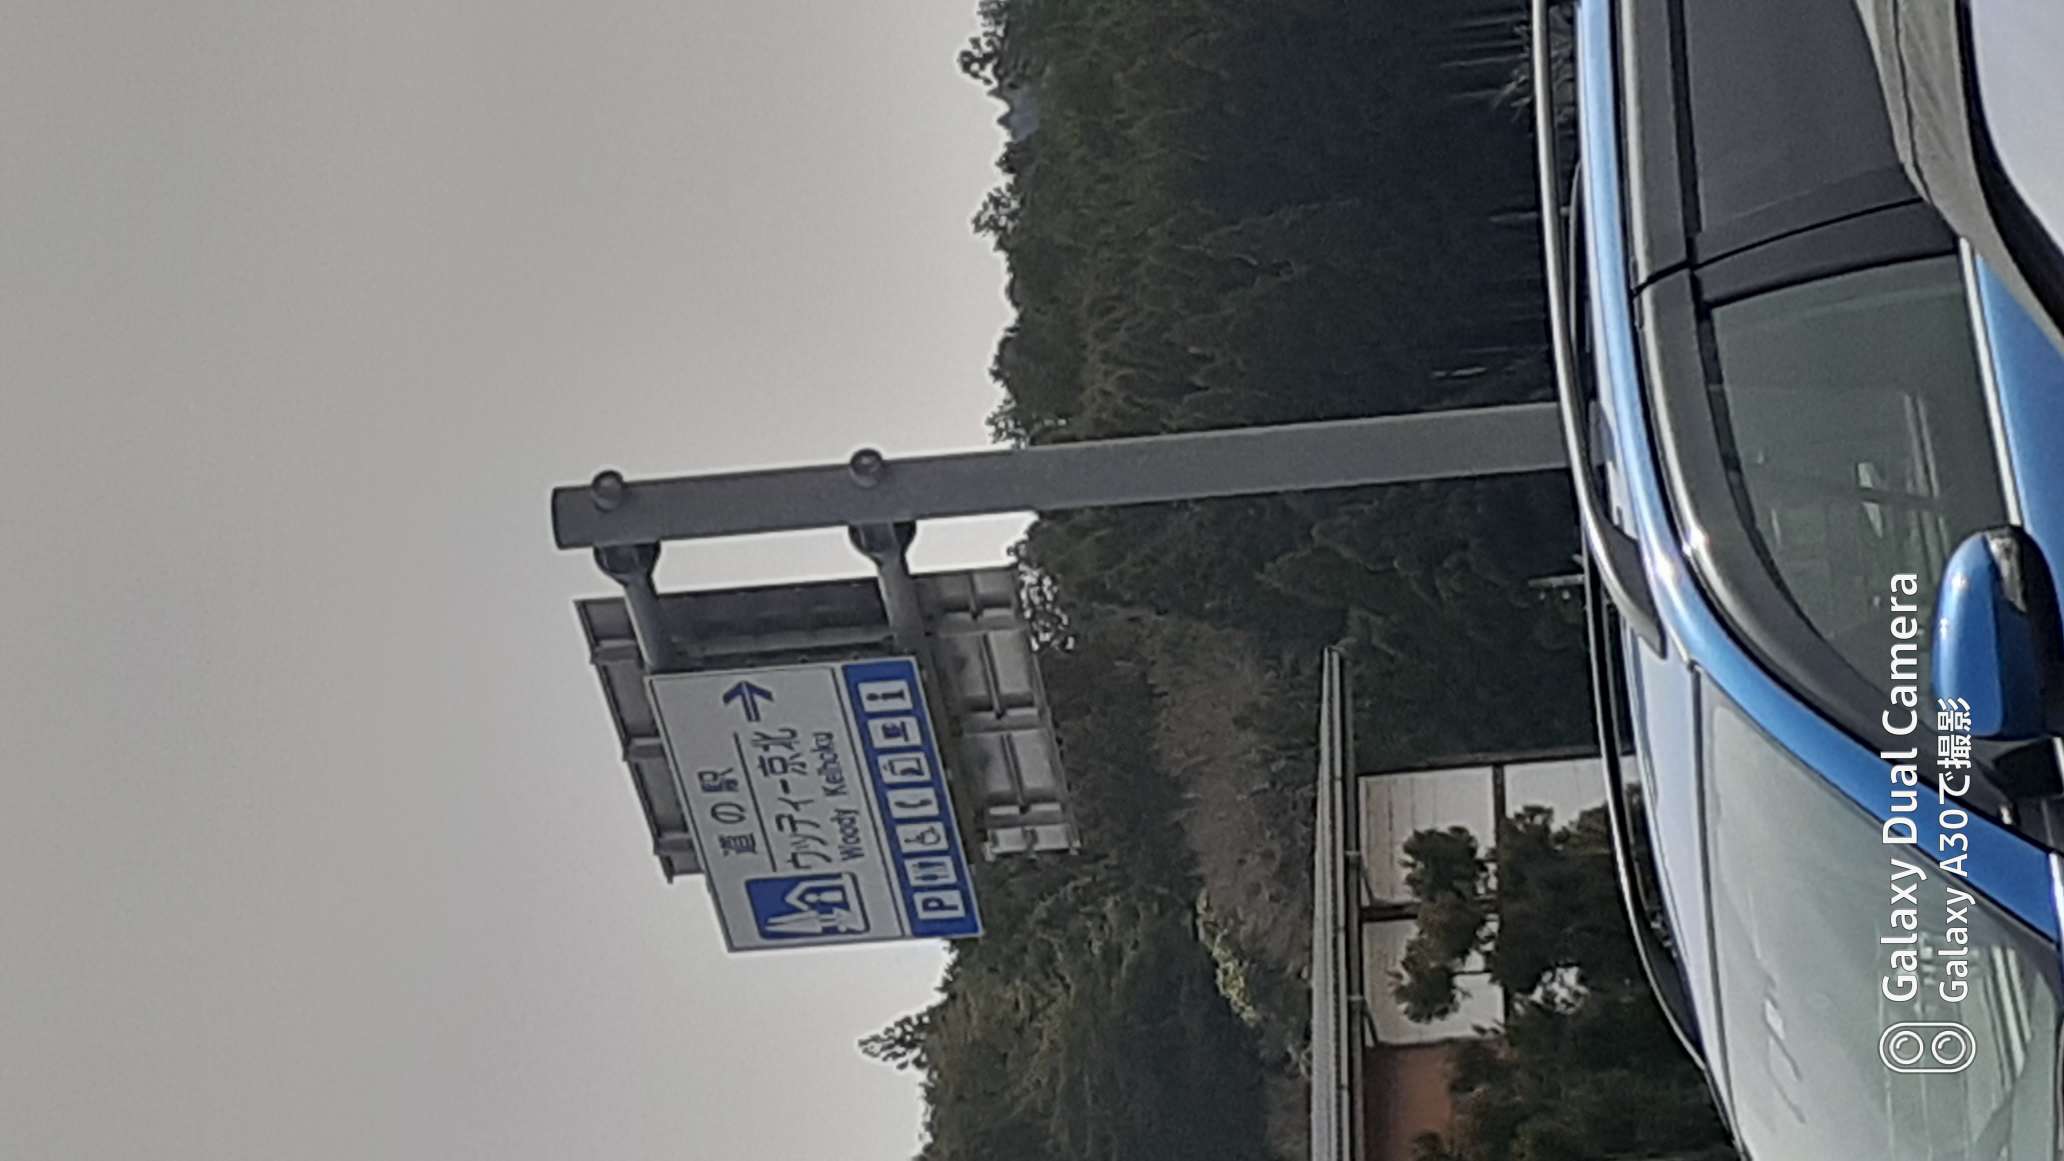 道の駅
ウッディー京北
Woody Keihoku
P
Galaxy Dual Camera
Galaxy A30で撮影